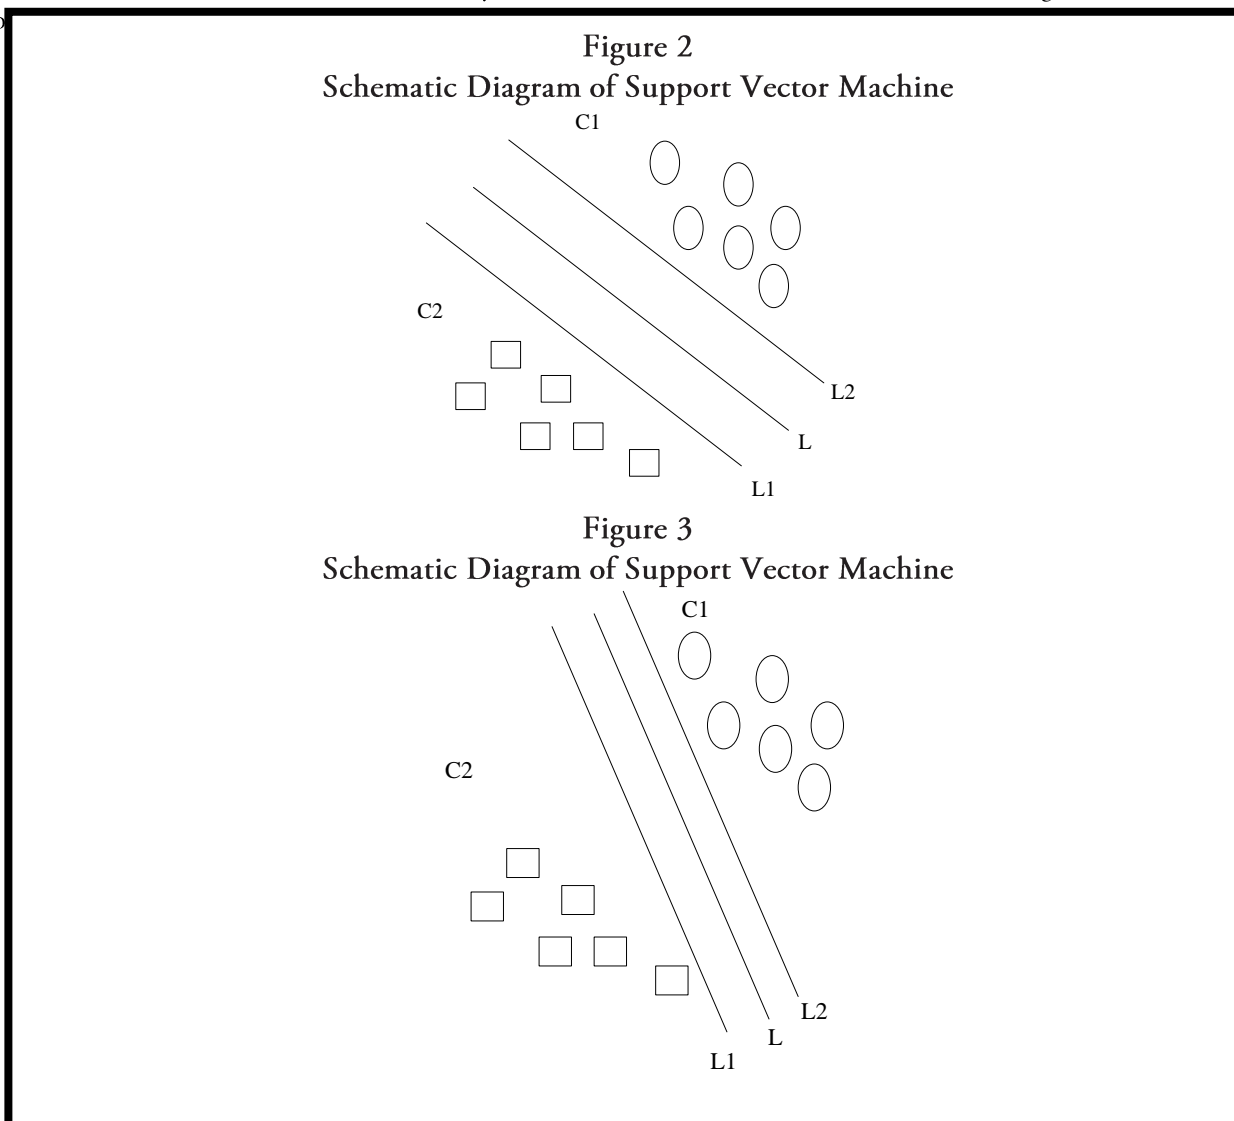 Figure 2
Schematic Diagram of Support Vector Machine
C1
C2
L2
L
L1
Figure 3
Schematic Diagram of Support Vector Machine
C1
C2
L2
L
L1